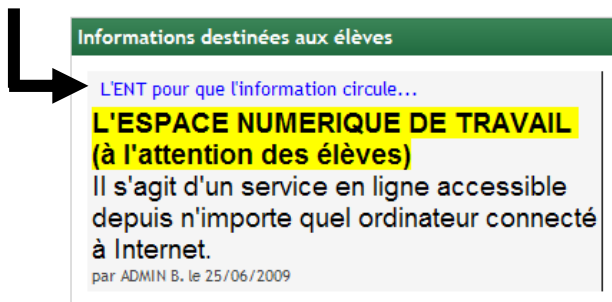 Informations destinées aux élèves
L'ENT pour que l'information circule...
L'ESPACE NUMERIQUE DE TRAVAIL
(à l'attention des élèves)
Il s'agit d'un service en ligne accessible
depuis n'importe quel ordinateur connecté
à Internet.
par ADMIN B. le 25/06/2009